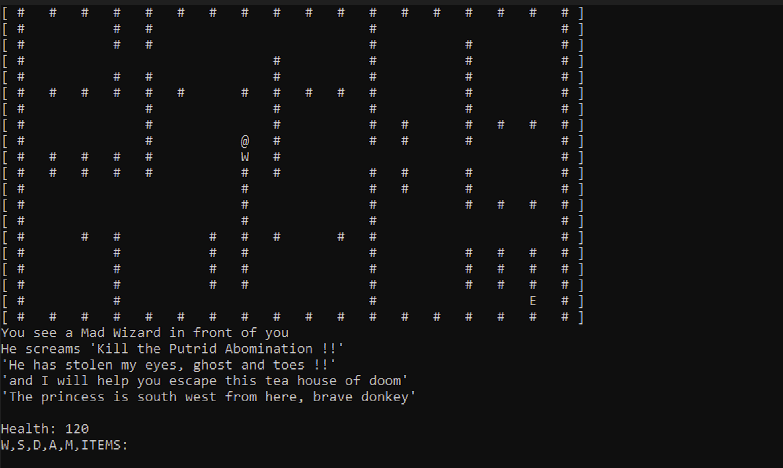 [ #   #   #   #   #   #   #   #   #   #   #   #   #   #   #   #   #   # ]
[ #           #   #                           #                       # ]
[ #           #   #                           #           #           # ]
[ #                               #           #           #           # ]
[ #           #   #               #           #           #           # ]
[ #   #   #   #   #   #       #   #   #   #   #           #           # ]
[ #               #               #                       #           # ]
[ #               #               #           #   #       #   #   #   # ]
[ #               #           @   #           #   #       #           # ]
[ #   #   #   #   #           W   #                                   # ]
[ #   #   #   #   #           #   #           #   #       #           # ]
[ #                           #               #   #       #           # ]
[ #                           #               #           #   #   #   # ]
[ #                           #               #                       # ]
[ #       #   #           #   #   #       #   #                       # ]
[ #           #           #   #               #           #   #   #   # ]
[ #           #           #   #               #           #   #   #   # ]
[ #           #           #   #               #           #   #   #   # ]
[ #           #                               #                   E   # ]
[ #   #   #   #   #   #   #   #   #   #   #   #   #   #   #   #   #   # ]
You see a Mad Wizard in front of you
He screams 'Kill the Putrid Abomination !!'
'He has stolen my eyes, ghost and toes !!'
'and I will help you escape this tea house of doom'
'The princess is south west from here, brave donkey'
Health: 120
W,S,D,A,M,ITEMS: